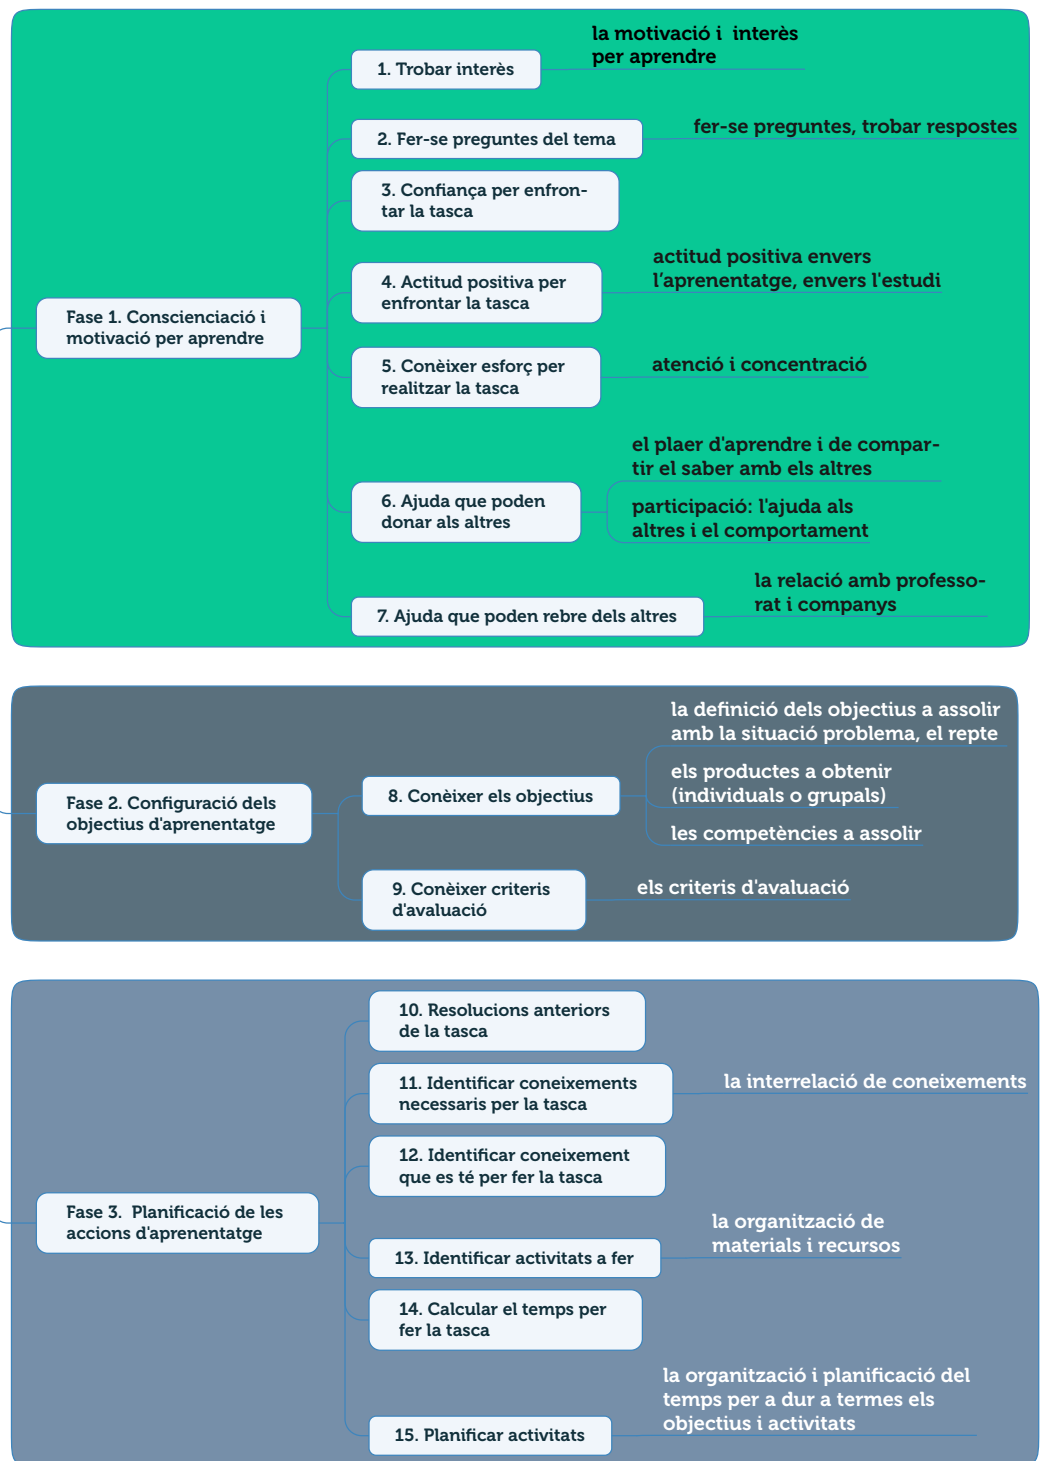 Fase 1. Conscienciació i
motivació per aprendre
1. Trobar interès
la motivació i  interès
per aprendre
2. Fer-se preguntes del tema
fer-se preguntes, trobar respostes
3. Confiança per enfron-
tar la tasca
4. Actitud positiva per
enfrontar la tasca
actitud positiva envers
l’aprenentatge, envers l'estudi
5. Conèixer esforç per
realitzar la tasca
atenció i concentració
6. Ajuda que poden
donar als altres
el plaer d'aprendre i de compar-
tir el saber amb els altres
participació: l'ajuda als
altres i el comportament
7. Ajuda que poden rebre dels altres
la relació amb professo-
rat i companys
Fase 2. Configuració dels
objectius d'aprenentatge
8. Conèixer els objectius
la definició dels objectius a assolir
amb la situació problema, el repte
els productes a obtenir
(individuals o grupals)
les competències a assolir
9. Conèixer criteris
d'avaluació
els criteris d'avaluació
Fase 3.  Planificació de les
accions d'aprenentatge
10. Resolucions anteriors
de la tasca
11. Identificar coneixements
necessaris per la tasca
la interrelació de coneixements
12. Identificar coneixement
que es té per fer la tasca
13. Identificar activitats a fer
la organització de
materials i recursos
14. Calcular el temps per
fer la tasca
15. Planificar activitats
la organització i planificació del
temps per a dur a termes els
objectius i activitats